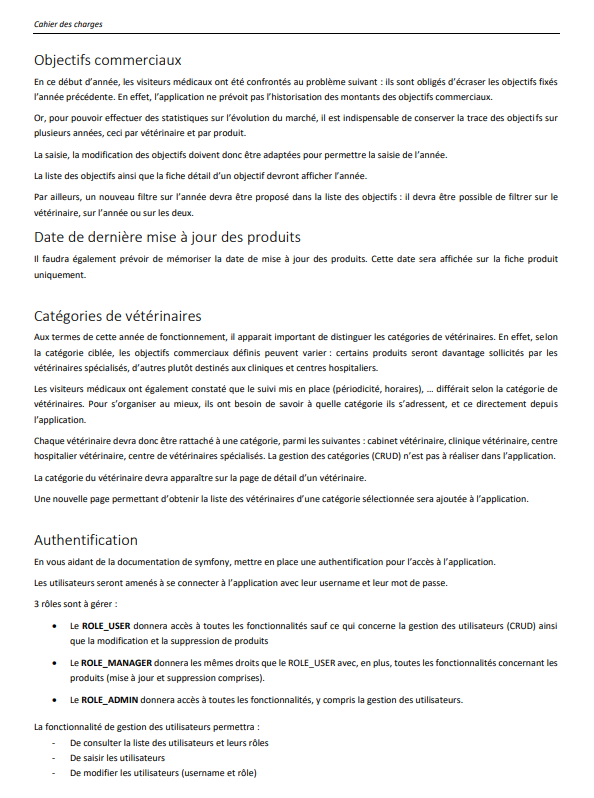 Cahier des charges
Objectifs commerciaux
En ce début d'année, les visiteurs médicaux ont été confrontés au problème suivant : ils sont obligés d'écraser les objectifs fixés
l'année précédente. En effet, l'application ne prévoit pas l'historisation des montants des objectifs commerciaux.
Or, pour pouvoir effectuer des statistiques sur l'évolution du marché, il est indispensable de conserver la trace des objectifs sur
plusieurs années, ceci par vétérinaire et par produit.
La saisie, la modification des objectifs doivent donc être adaptées pour permettre la saisie de l'année.
La liste des objectifs ainsi que la fiche détail d'un objectif devront afficher l'année.
Par ailleurs, un nouveau filtre sur l'année devra être proposé dans la liste des objectifs : il devra être possible de filtrer sur le
vétérinaire, sur l'année ou sur les deux.
Date de dernière mise à jour des produits
Il faudra également prévoir de mémoriser la date de mise à jour des produits. Cette date sera affichée sur la fiche produit
uniquement.
Catégories de vétérinaires
Aux termes de cette année de fonctionnement, il apparait important de distinguer les catégories de vétérinaires. En effet, selon
la catégorie ciblée, les objectifs commerciaux définis peuvent varier : certains produits seront davantage sollicités par les
vétérinaires spécialisés, d'autres plutôt destinés aux cliniques et centres hospitaliers.
Les visiteurs médicaux ont également constaté que le suivi mis en place (périodicité, horaires), … différait selon la catégorie de
vétérinaires. Pour s'organiser au mieux, ils ont besoin de savoir à quelle catégorie ils s'adressent, et ce directement depuis
l'application.
Chaque vétérinaire devra donc être rattaché à une catégorie, parmi les suivantes : cabinet vétérinaire, clinique vétérinaire, centre
hospitalier vétérinaire, centre de vétérinaires spécialisés. La gestion des catégories (CRUD) n'est pas à réaliser dans l'application.
La catégorie du vétérinaire devra apparaître sur la page de détail d'un vétérinaire.
Une nouvelle page permettant d'obtenir la liste des vétérinaires d'une catégorie sélectionnée sera ajoutée à l'application.
Authentification
En vous aidant de la documentation de symfony, mettre en place une authentification pour l'accès à l'application.
Les utilisateurs seront amenés à se connecter à l'application avec leur username et leur mot de passe.
3 rôles sont à gérer :
• Le ROLE_USER donnera accès à toutes les fonctionnalités sauf ce qui concerne la gestion des utilisateurs (CRUD) ainsi
que la modification et la suppression de produits
• Le ROLE_MANAGER donnera les mêmes droits que le ROLE_USER avec, en plus, toutes les fonctionnalités concernant les
produits (mise à jour et suppression comprises).
• Le ROLE_ADMIN donnera accès à toutes les fonctionnalités, y compris la gestion des utilisateurs.
La fonctionnalité de gestion des utilisateurs permettra :
- De consulter la liste des utilisateurs et leurs rôles
- De saisir les utilisateurs
- De modifier les utilisateurs (username et rôle)